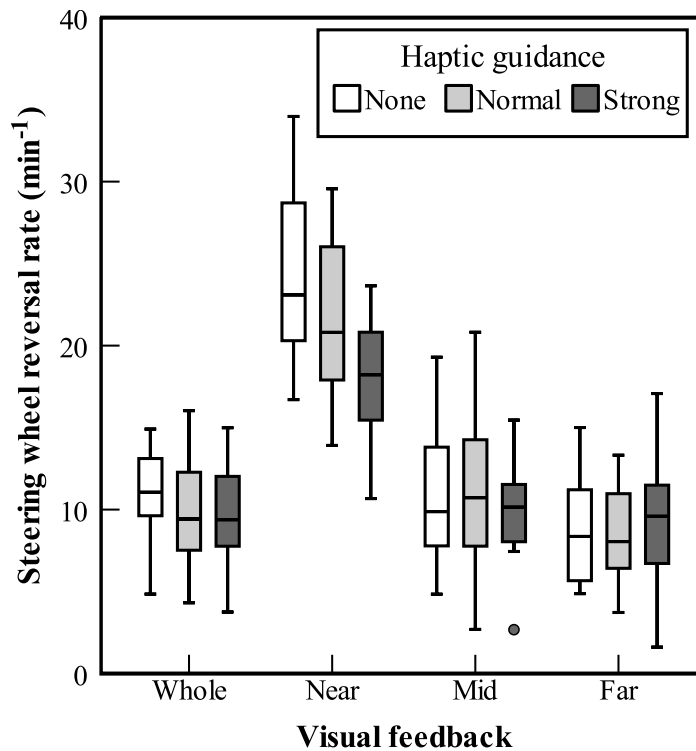 Haptic guidance
None Normal Strong
Steering wheel reversal rate (min⁻¹)
40
30
20
10
0
Whole Near Mid Far
Visual feedback